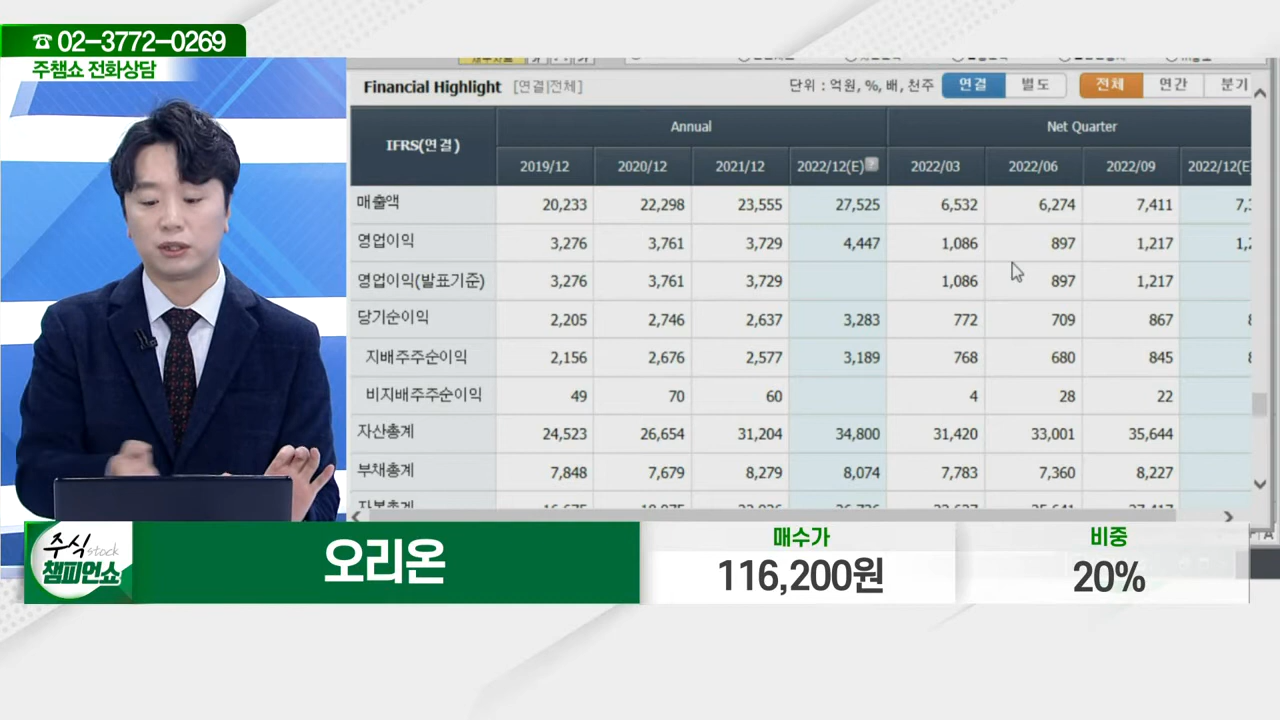 ☎ 02-3772-0269
주챔쇼 전화상담
Financial Highlight [연결|전체] 단위 : 억원, %, 배, 천주 연결 별도 전체 연간 분기
IFRS(연결) Annual Net Quarter
2019/12 2020/12 2021/12 2022/12(E) 2022/03 2022/06 2022/09 2022/12(E
매출액 20,233 22,298 23,555 27,525 6,532 6,274 7,411
영업이익 3,276 3,761 3,729 4,447 1,086 897 1,217
영업이익(발표기준) 3,276 3,761 3,729 1,086 897 1,217
당기순이익 2,205 2,746 2,637 3,283 772 709 867
지배주주순이익 2,156 2,676 2,577 3,189 768 680 845
비지배주주순이익 49 70 60 4 28 22
자산총계 24,523 26,654 31,204 34,800 31,420 33,001 35,644
부채총계 7,848 7,679 8,279 8,074 7,783 7,360 8,227
주식 stock
챔피언쇼
오리온
매수가
116,200원
비중
20%